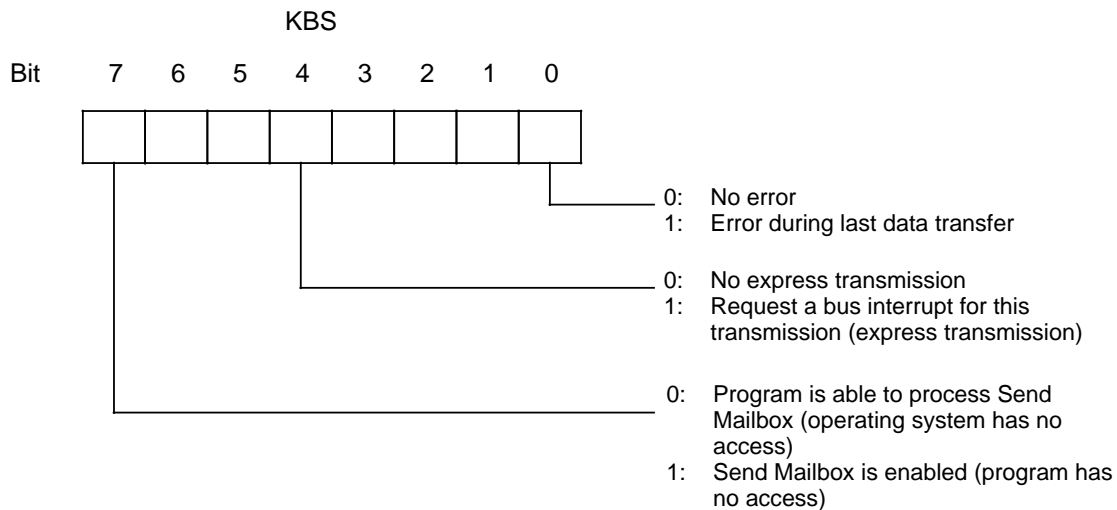 KBS
Bit 7 6 5 4 3 2 1 0
0: No error
1: Error during last data transfer
0: No express transmission
1: Request a bus interrupt for this
transmission (express transmission)
0: Program is able to process Send
Mailbox (operating system has no
access)
1: Send Mailbox is enabled (program has
no access)